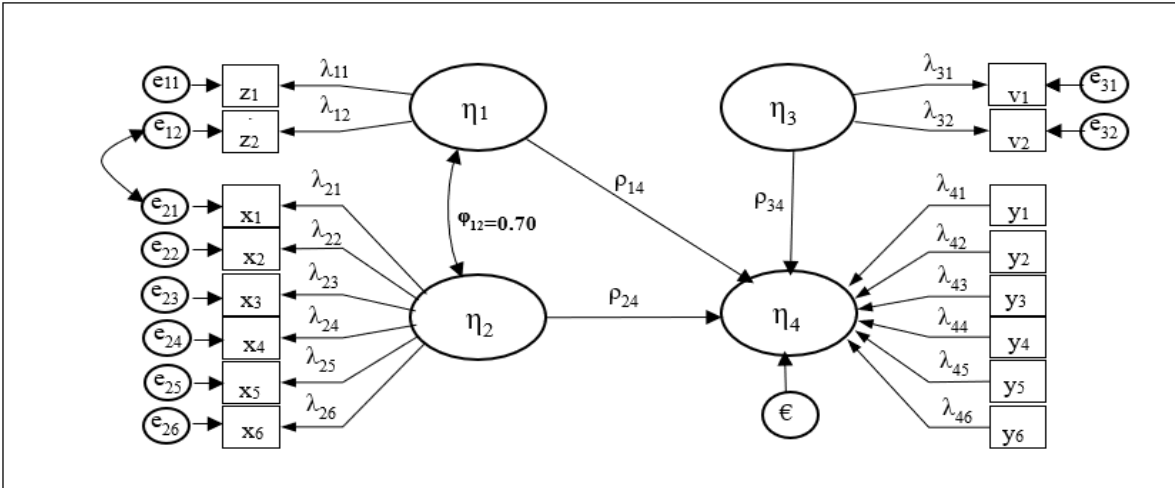 e₁₁
z₁
λ₁₁
η₁
η₃
λ₃₁
v₁
e₃₁
e₁₂
z₂
λ₁₂
λ₃₂
v₂
e₃₂
e₂₁
x₁
λ₂₁
ρ₁₄
ρ₃₄
λ₄₁
y₁
e₂₂
x₂
λ₂₂
φ₁₂=0.70
λ₄₂
y₂
e₂₃
x₃
λ₂₃
η₂
ρ₂₄
η₄
λ₄₃
y₃
e₂₄
x₄
λ₂₄
λ₄₄
y₄
e₂₅
x₅
λ₂₅
λ₄₅
y₅
e₂₆
x₆
λ₂₆
€
λ₄₆
y₆